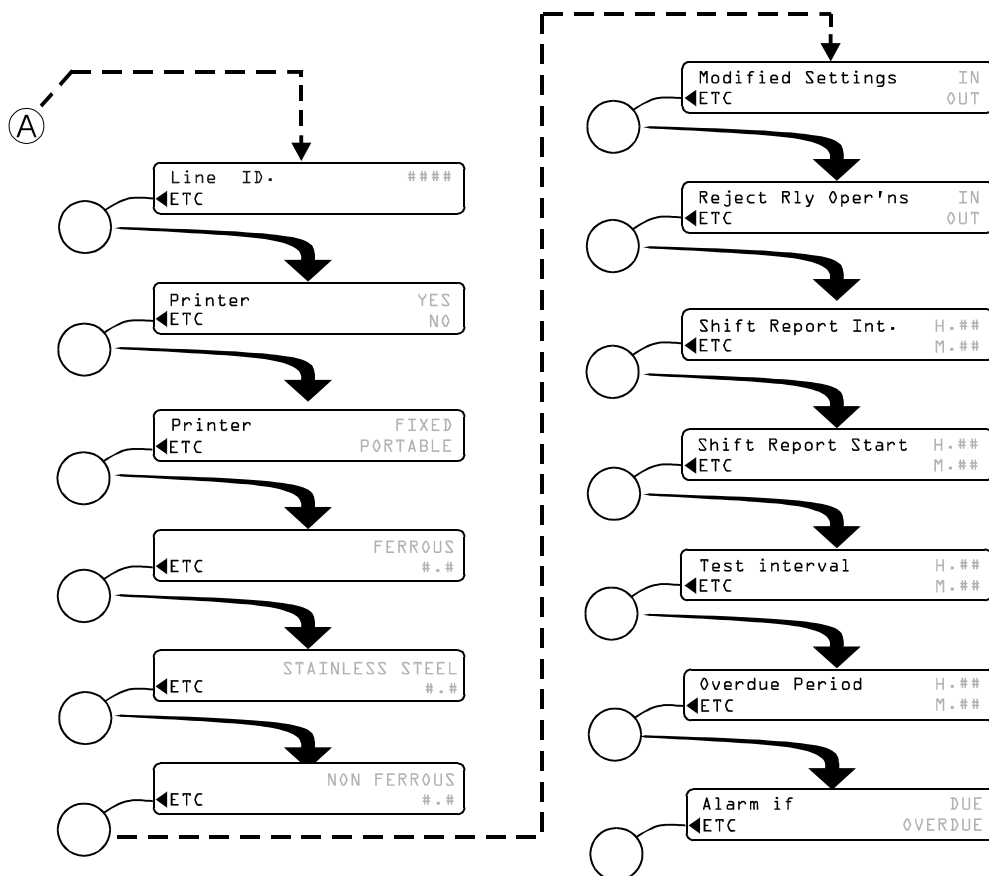 A
Line ID. ####
ETC
Printer YES
ETC NO
Printer FIXED
ETC PORTABLE
FERROUS
ETC #.#
STAINLESS STEEL
ETC #.#
NON FERROUS
ETC #.#
Modified Settings IN
ETC OUT
Reject Rly Oper'ns IN
ETC OUT
Shift Report Int. H.##
ETC M.##
Shift Report Start H.##
ETC M.##
Test interval H.##
ETC M.##
Overdue Period H.##
ETC M.##
Alarm if DUE
ETC OVERDUE